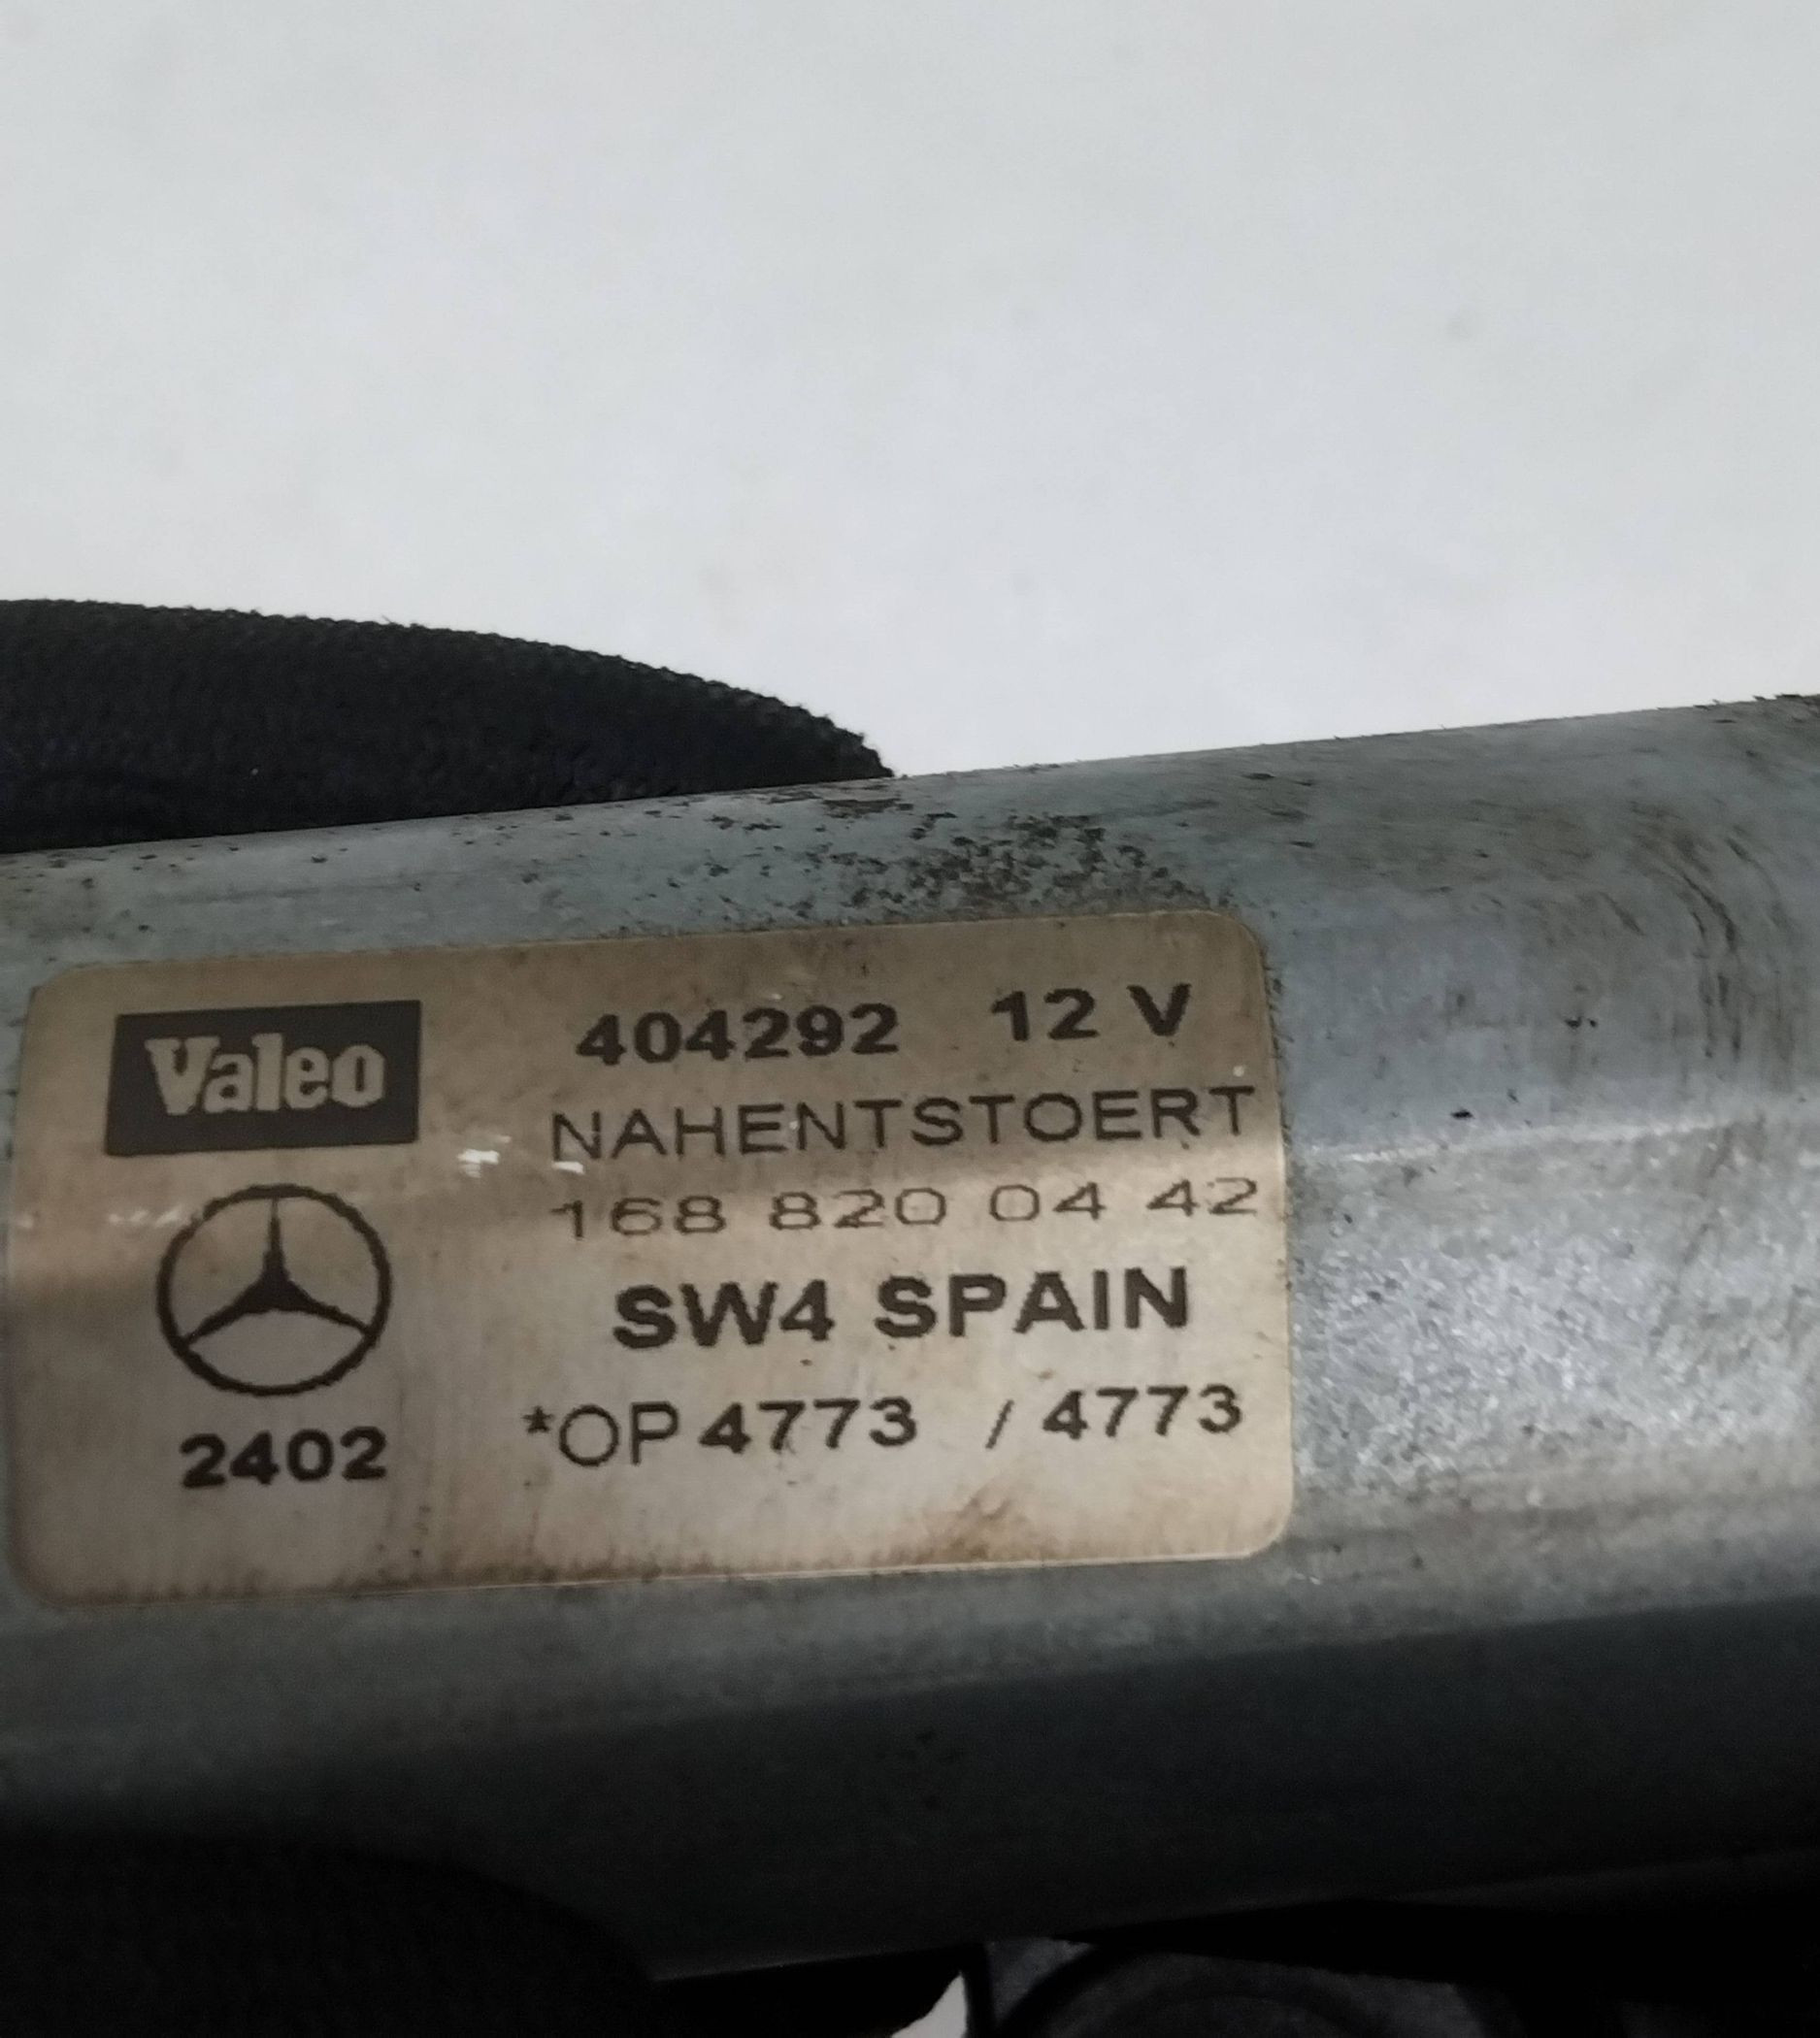 Valeo
404292 12 V
NAHENTSTOERT
168 820 04 42
SW4 SPAIN
2402
*OP 4773 / 4773